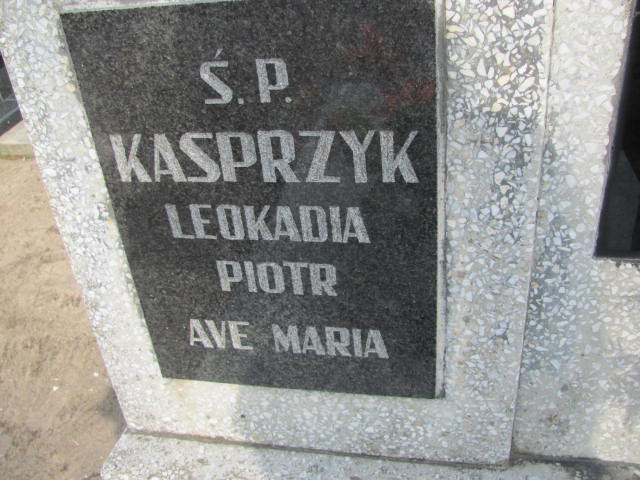 Ś.P.
KASPRZYK
LEOKADIA
PIOTR
AVE MARIA